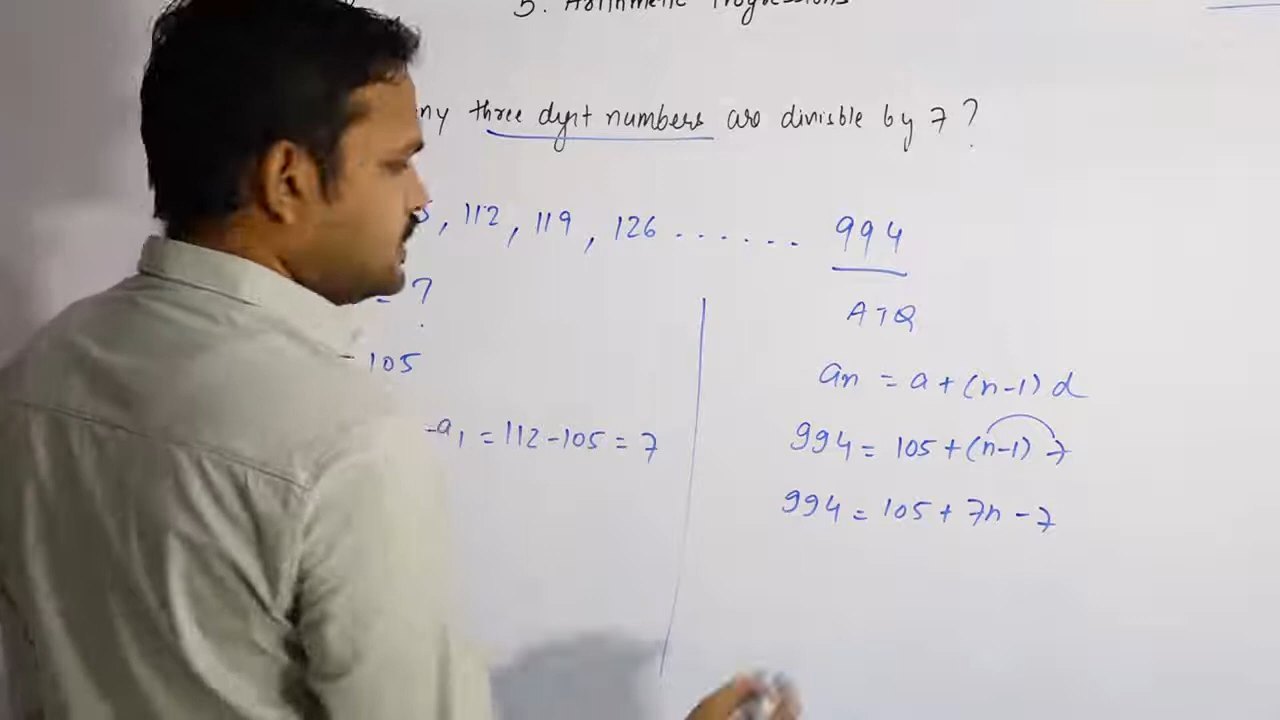 5. Arithmetic Progressions
ny three digit numbers are divisible by 7 ?
, 112 , 119 , 126 ...... 994
= ?
ATQ
- 105
an = a + (n-1) d
-a1 = 112 - 105 = 7
994 = 105 + (n-1) 7
994 = 105 + 7n - 7